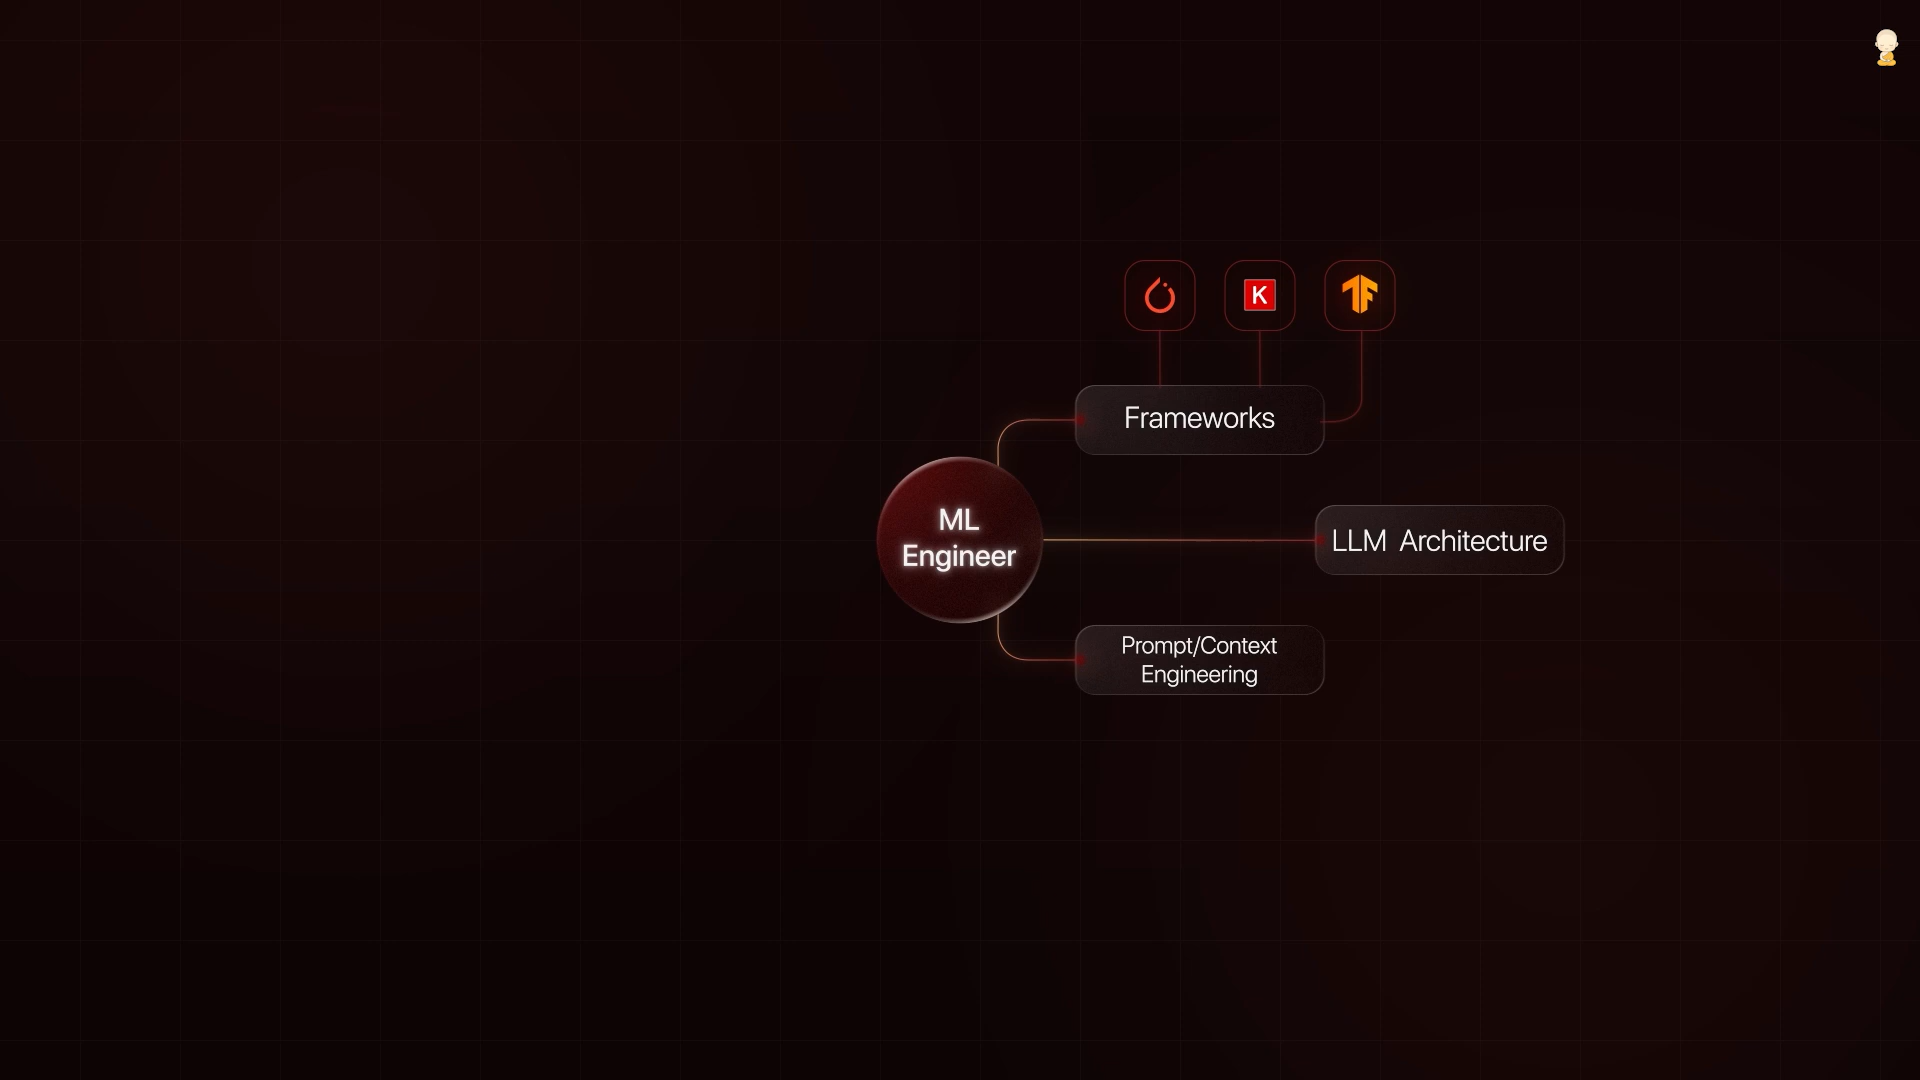 K
Frameworks
ML
Engineer
LLM Architecture
Prompt/Context
Engineering